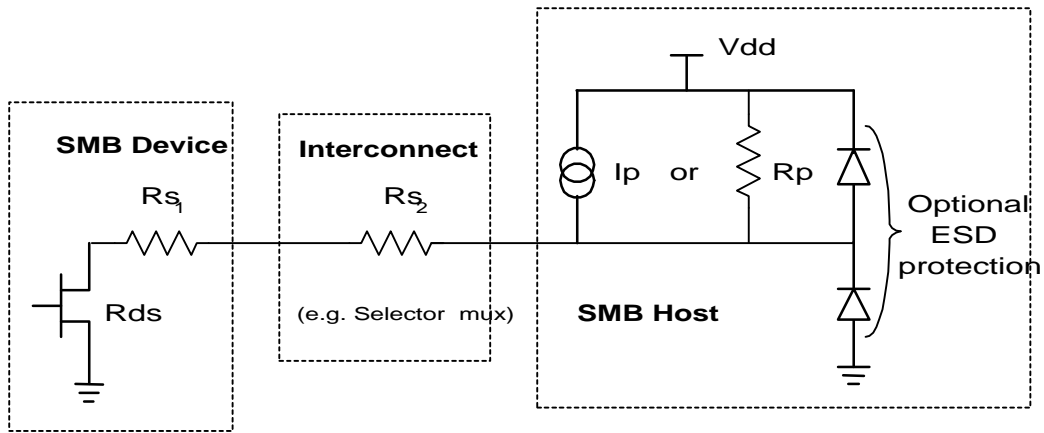 Vdd
SMB Device
Interconnect
Rs1
Rs2
Ip or Rp
Optional
ESD
protection
Rds
(e.g. Selector mux)
SMB Host